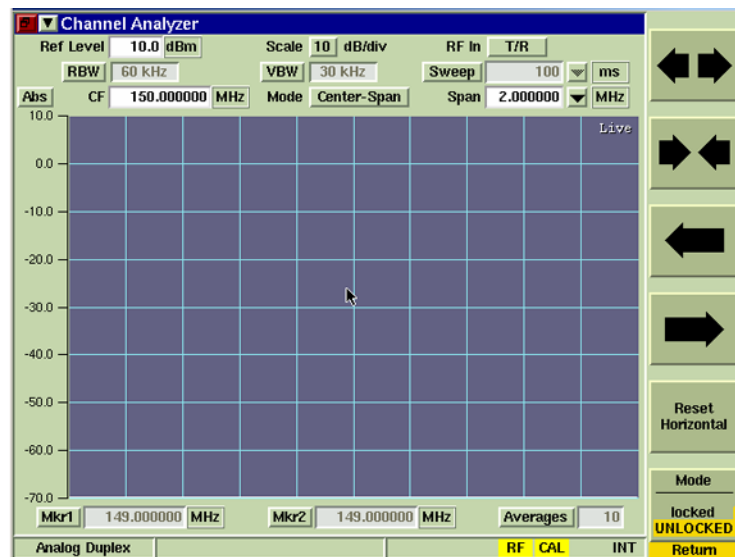 Channel Analyzer
Ref Level 10.0 dBm Scale 10 dB/div RF In T/R
RBW 60 kHz VBW 30 kHz Sweep 100 ms
Abs CF 150.000000 MHz Mode Center-Span Span 2.000000 MHz
10.0
Live
0.0
-10.0
-20.0
-30.0
-40.0
-50.0
-60.0
-70.0
Mkr1 149.000000 MHz Mkr2 149.000000 MHz Averages 10
Analog Duplex RF CAL INT
Reset
Horizontal
Mode
locked
UNLOCKED
Return